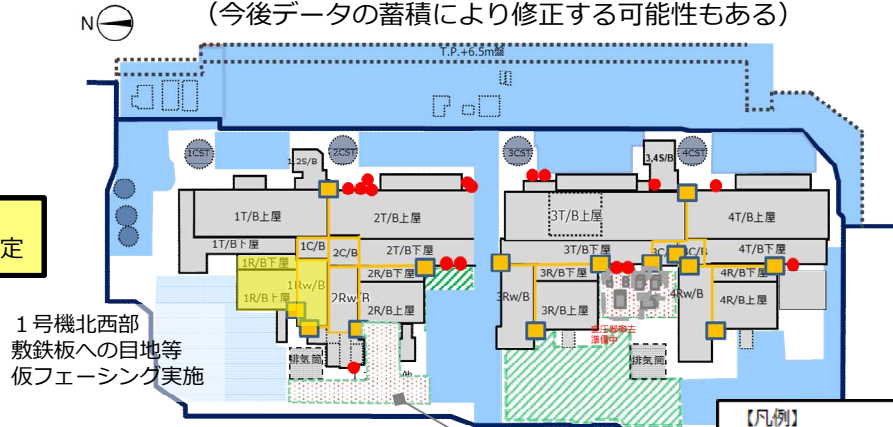 （今後データの蓄積により修正する可能性もある）
N
T.P.+6.5m盤
1CST
2CST
3CST
4CST
1,2S/B
3,4S/B
1T/B上屋
2T/B上屋
3T/B上屋
4T/B上屋
定
1T/B下屋
1C/B
2C/B
2T/B下屋
3T/B下屋
4T/B下屋
1R/B下屋
2R/B下屋
3R/B下屋
4R/B下屋
1R/B上屋
1Rw/B
2Rw/B
2R/B上屋
3Rw/B
3R/B上屋
4Rw/B
4R/B上屋
１号機北西部
敷鉄板への目地等
仮フェーシング実施
排気筒
排気筒
準備中
【凡例】